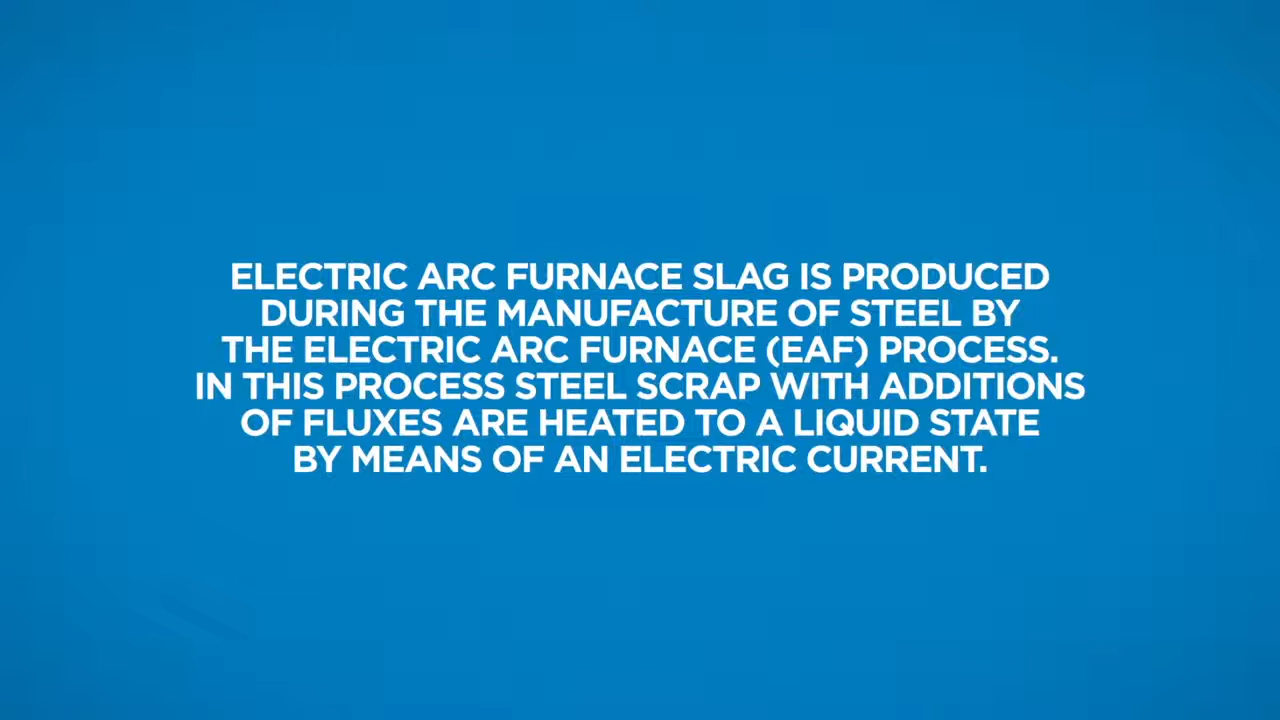 ELECTRIC ARC FURNACE SLAG IS PRODUCED
DURING THE MANUFACTURE OF STEEL BY
THE ELECTRIC ARC FURNACE (EAF) PROCESS.
IN THIS PROCESS STEEL SCRAP WITH ADDITIONS
OF FLUXES ARE HEATED TO A LIQUID STATE
BY MEANS OF AN ELECTRIC CURRENT.